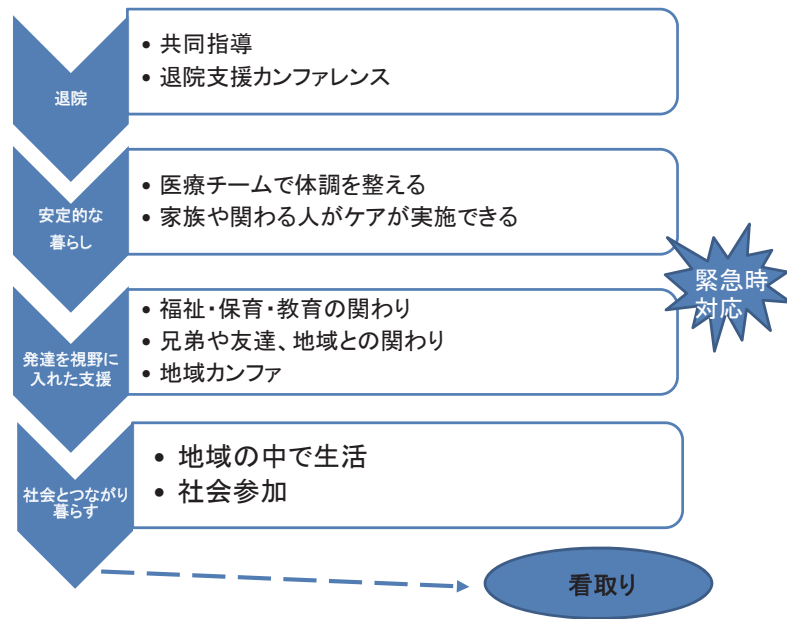 退院
• 共同指導
• 退院支援カンファレンス
安定的な
暮らし
• 医療チームで体調を整える
• 家族や関わる人がケアが実施できる
緊急時
対応
発達を視野に
入れた支援
• 福祉・保育・教育の関わり
• 兄弟や友達、地域との関わり
• 地域カンファ
社会とつながり
暮らす
• 地域の中で生活
• 社会参加
看取り